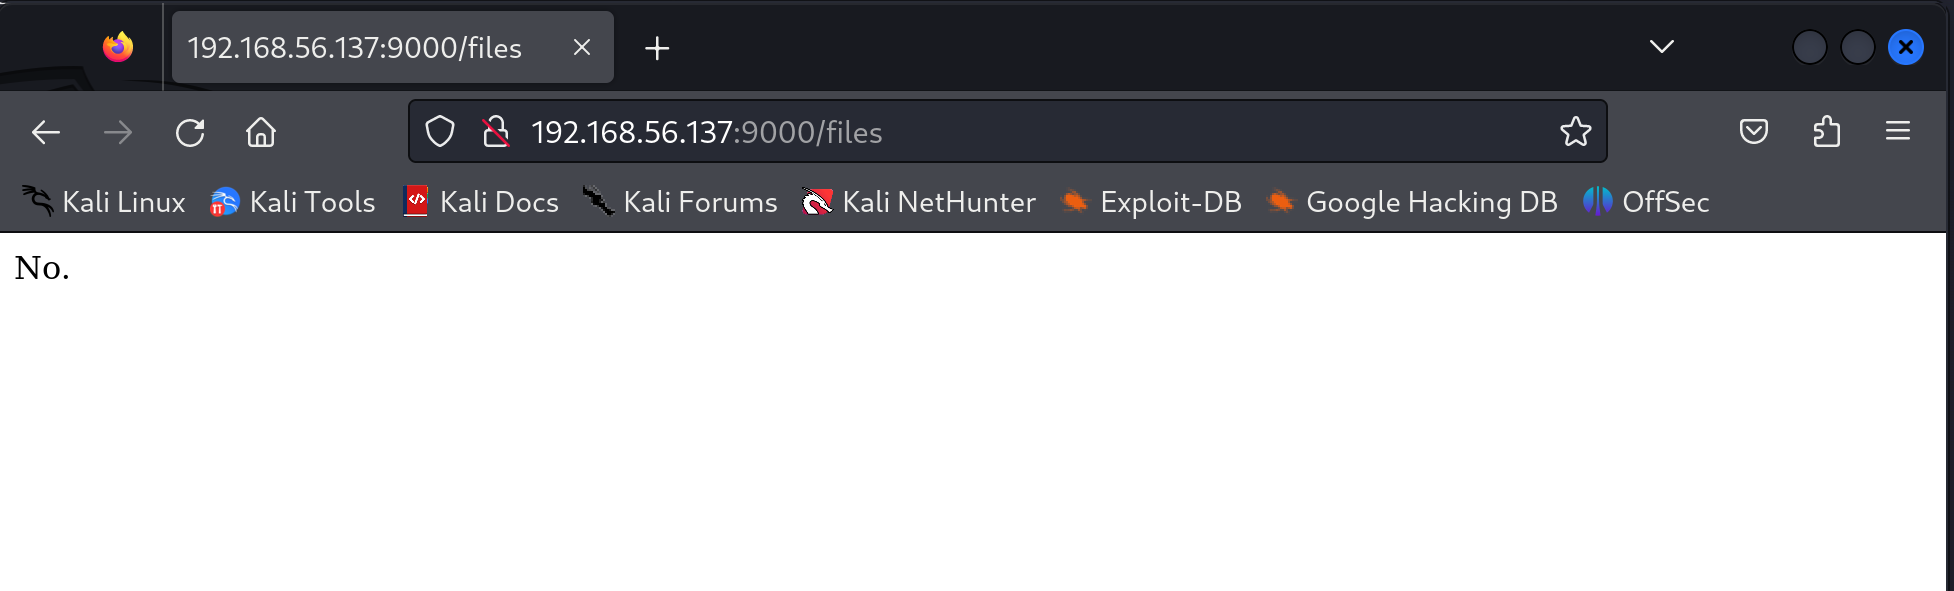 192.168.56.137:9000/files
192.168.56.137:9000/files
Kali Linux Kali Tools Kali Docs Kali Forums Kali NetHunter Exploit-DB Google Hacking DB OffSec
No.